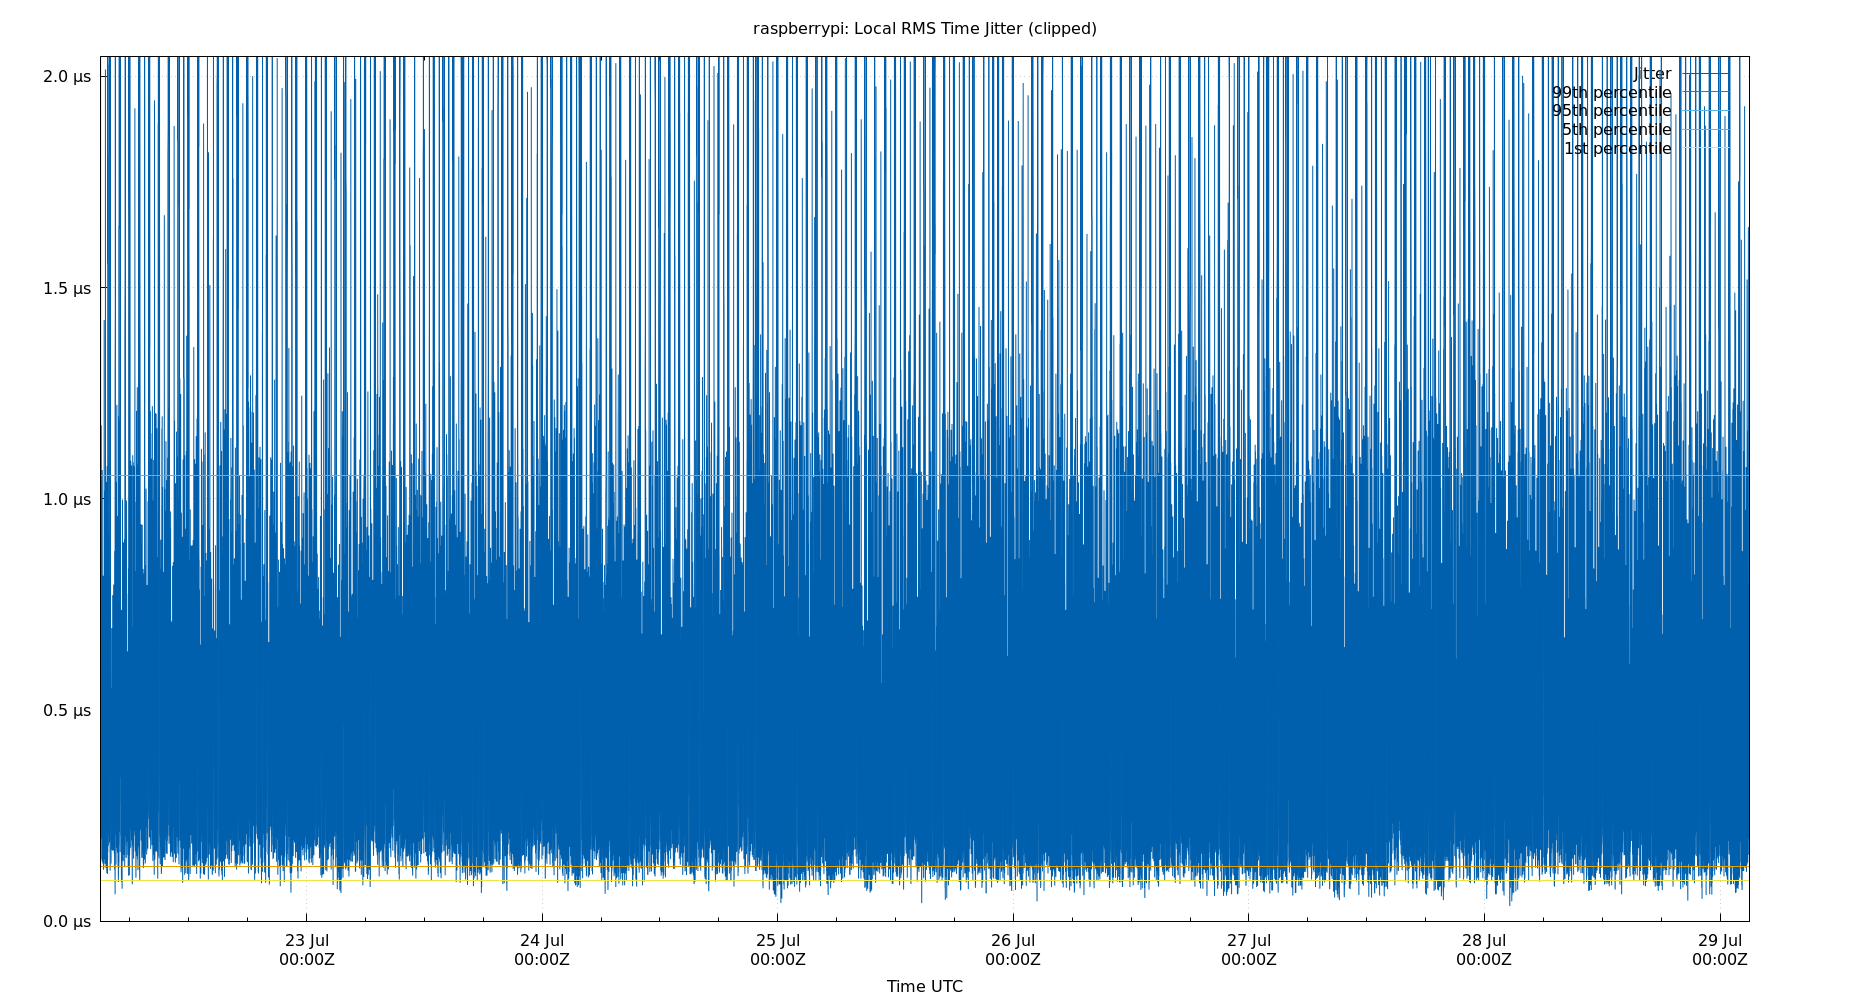 raspberrypi: Local RMS Time Jitter (clipped)
2.0 µs
Jitter
99th percentile
95th percentile
5th percentile
1st percentile
1.5 µs
1.0 µs
0.5 µs
0.0 µs
23 Jul
24 Jul
25 Jul
26 Jul
27 Jul
28 Jul
29 Jul
00:00Z
00:00Z
00:00Z
00:00Z
00:00Z
00:00Z
00:00Z
Time UTC